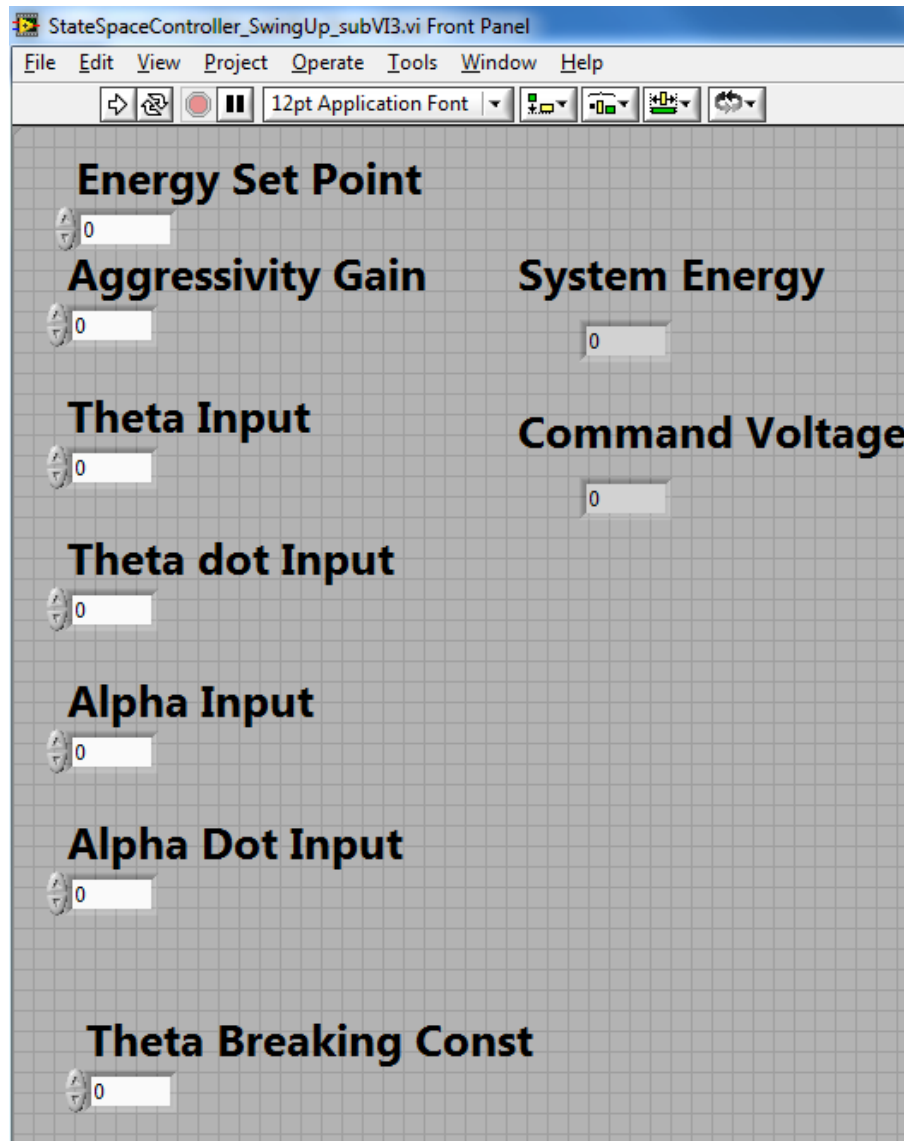 StateSpaceController_SwingUp_subVI3.vi Front Panel
File Edit View Project Operate Tools Window Help
12pt Application Font
Energy Set Point
0
Aggressivity Gain
0
System Energy
0
Theta Input
0
Command Voltage
0
Theta dot Input
0
Alpha Input
0
Alpha Dot Input
0
Theta Breaking Const
0